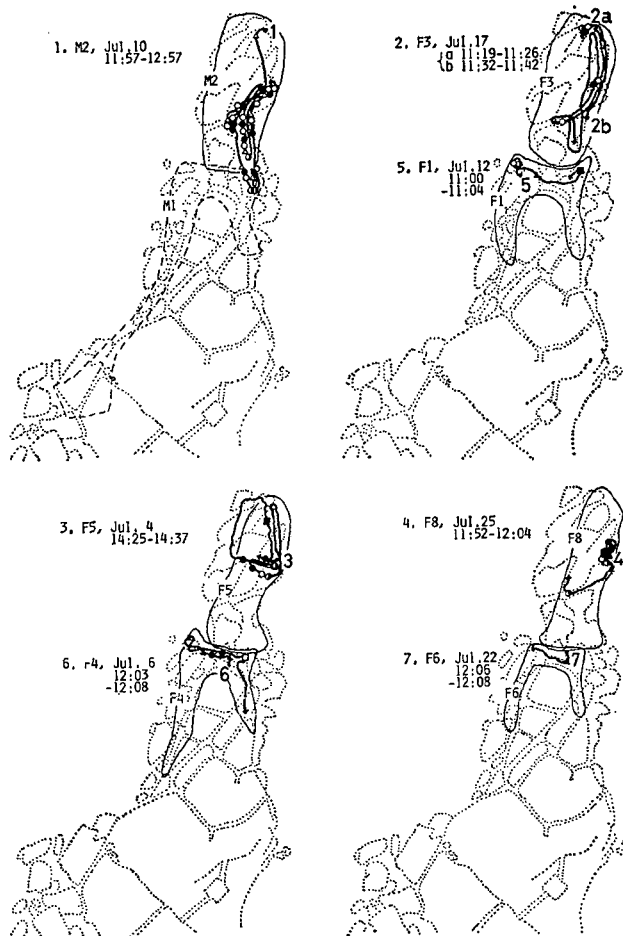 1. M2, Jul.10
11:57-12:57
1
M2
M1
2. F3, Jul.17
{a 11:19-11:26
{b 11:32-11:42
2a
F3
2b
5. F1, Jul.12
11:00
-11:04
5
F1
3. F5, Jul. 4
14:25-14:37
3
F5
6. r4, Jul. 6
12:03
-12:08
6
F4
4. F8, Jul.25
11:52-12:04
F8
4
7. F6, Jul.22
12:06
-12:08
7
F6